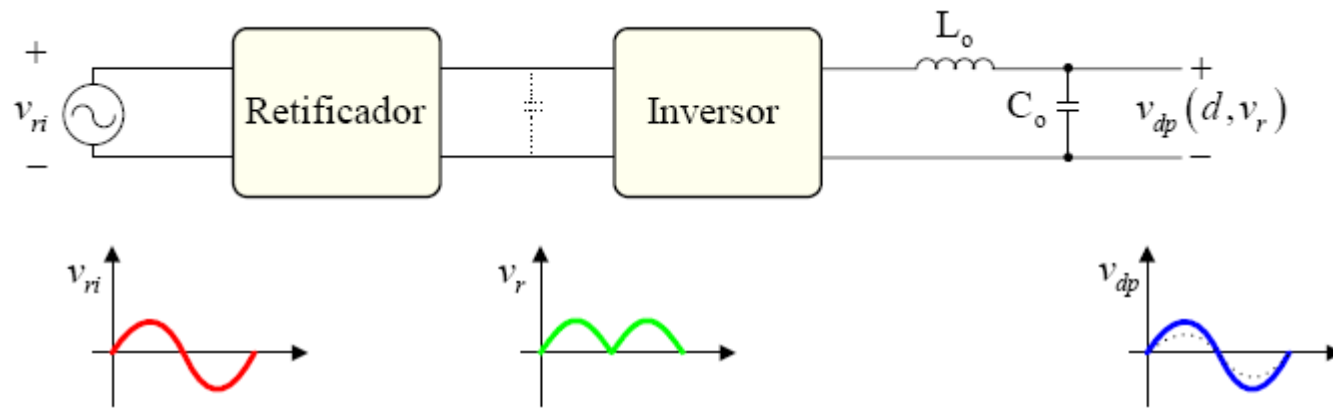 +
v_ri
−
Retificador
Inversor
L_o
C_o
+
v_dp(d, v_r)
−
v_ri
v_r
v_dp